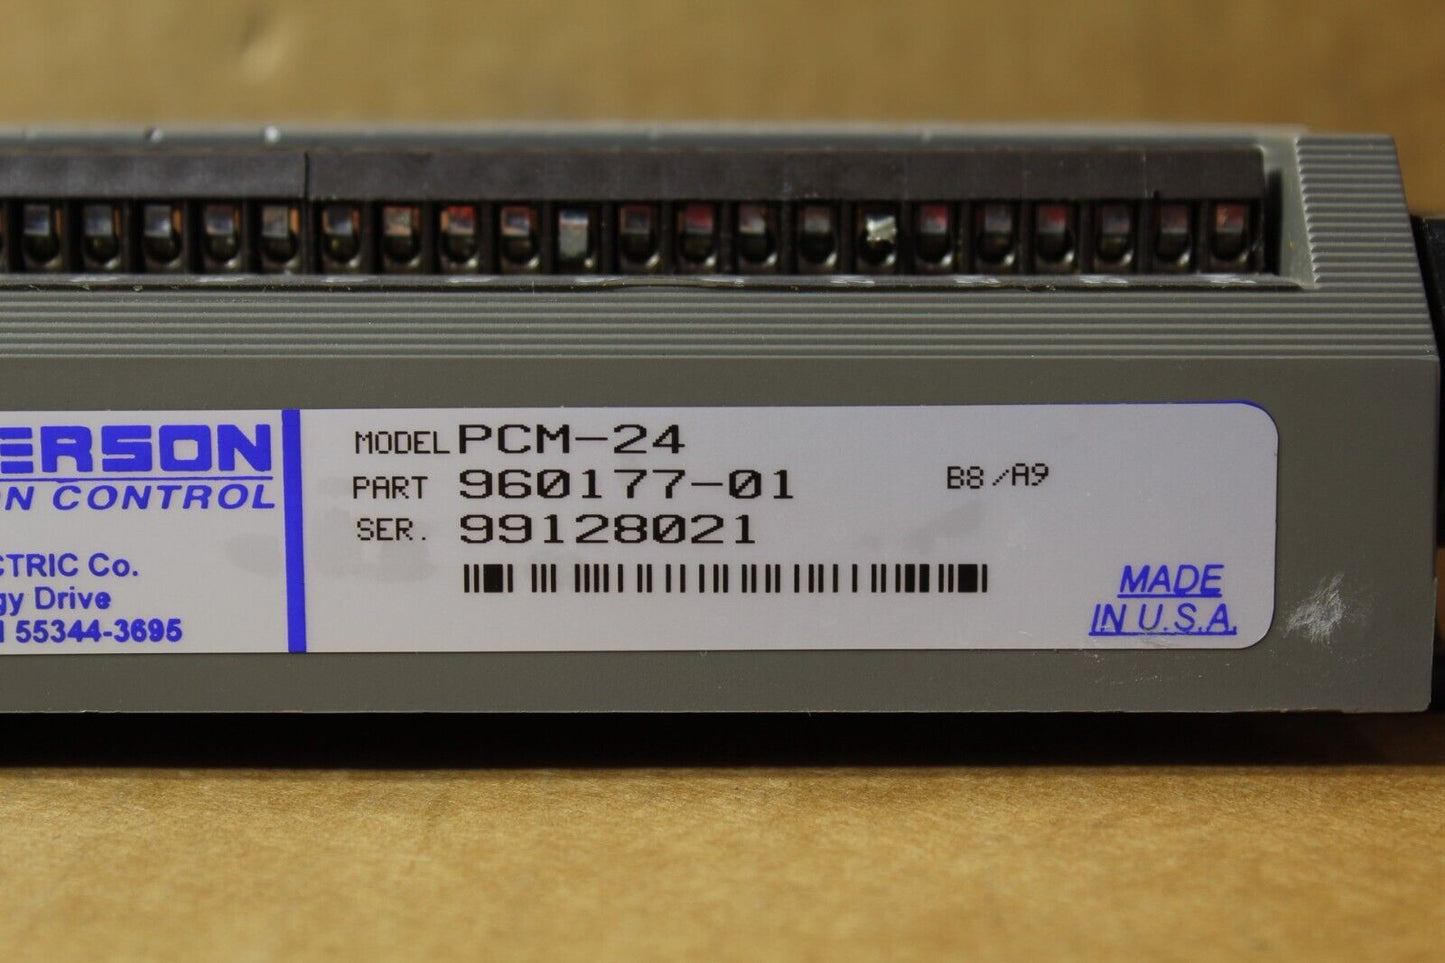 ERSON
ON CONTROL
CTRIC Co.
gy Drive
55344-3695
MODEL PCM-24
PART 960177-01 B8/A9
SER. 99128021
MADE
IN U.S.A.